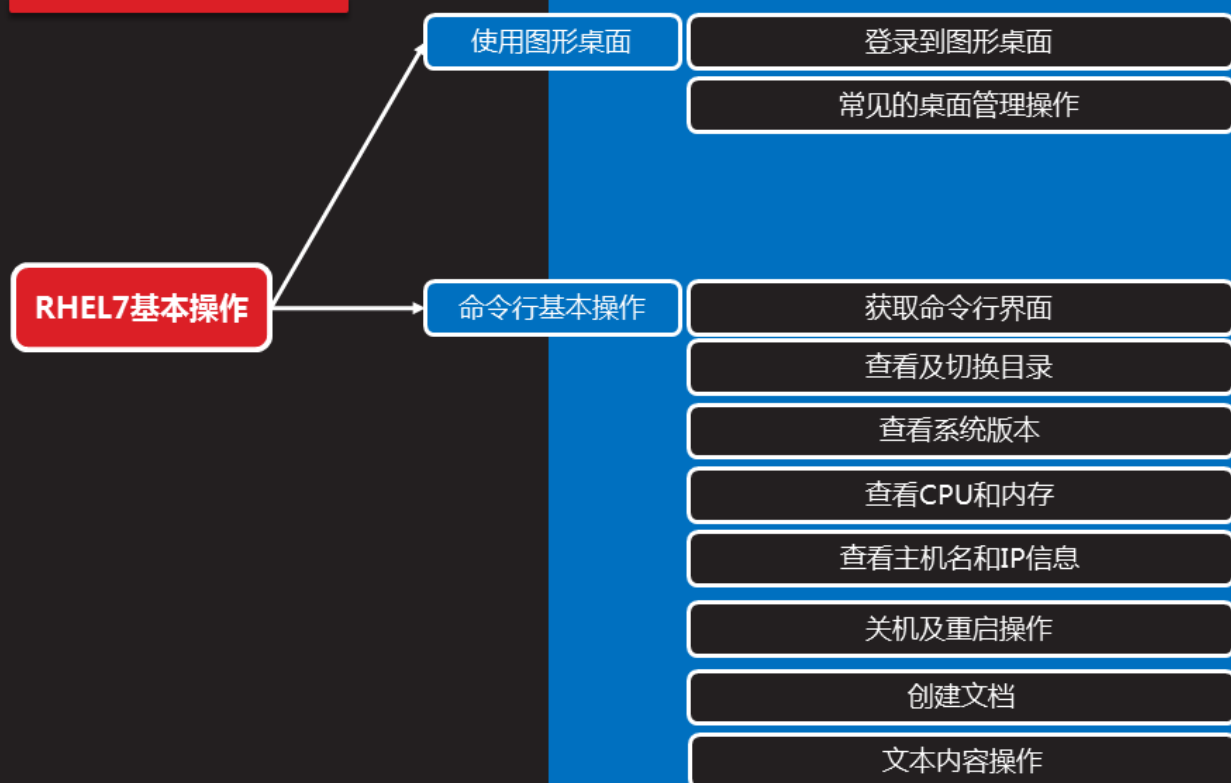 使用图形桌面
登录到图形桌面
常见的桌面管理操作
RHEL7基本操作
命令行基本操作
获取命令行界面
查看及切换目录
查看系统版本
查看CPU和内存
查看主机名和IP信息
关机及重启操作
创建文档
文本内容操作